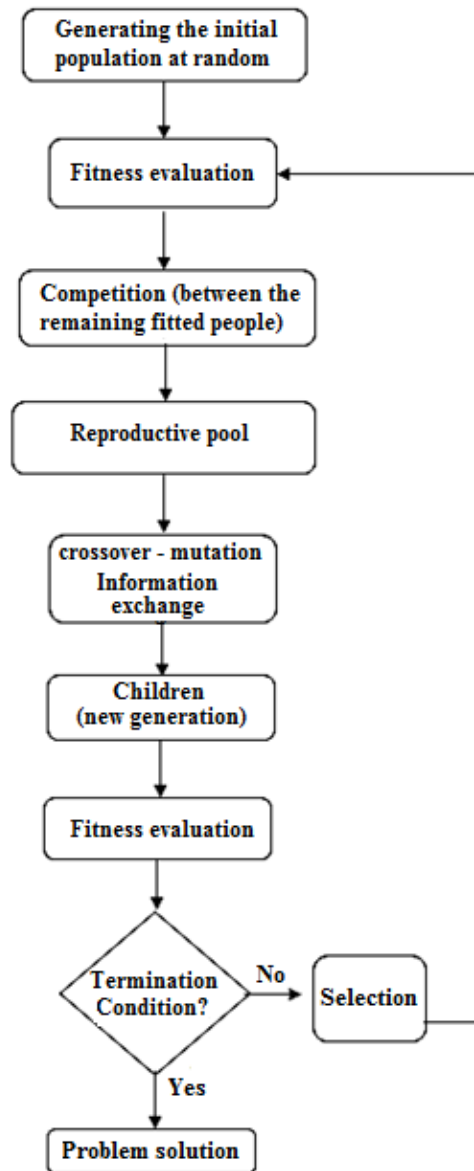 Generating the initial
population at random
Fitness evaluation
Competition (between the
remaining fitted people)
Reproductive pool
crossover - mutation
Information
exchange
Children
(new generation)
Fitness evaluation
Termination
Condition?
No
Selection
Yes
Problem solution